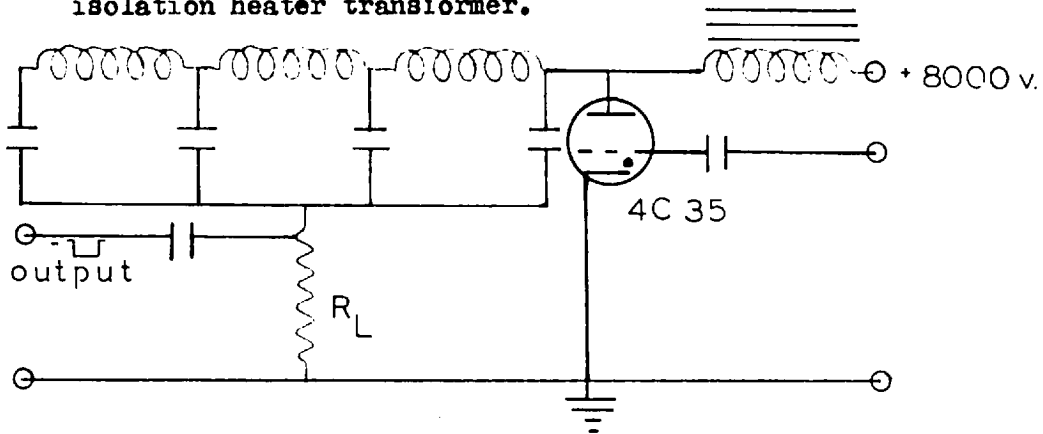 isolation heater transformer.
+ 8000 v.
4C 35
output
R_L